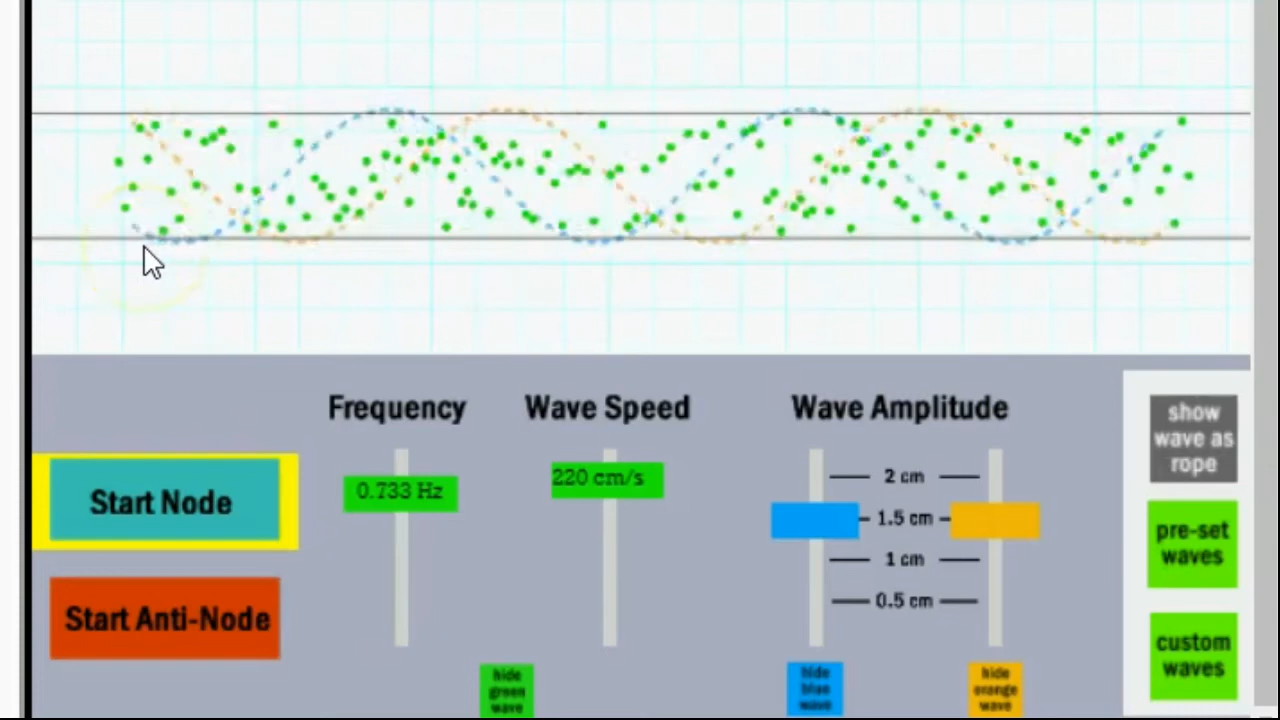 Frequency
Wave Speed
Wave Amplitude
show
wave as
rope
Start Node
0.733 Hz
220 cm/s
2 cm
1.5 cm
1 cm
0.5 cm
pre-set
waves
Start Anti-Node
custom
waves
hide
green
wave
hide
blue
wave
hide
orange
wave